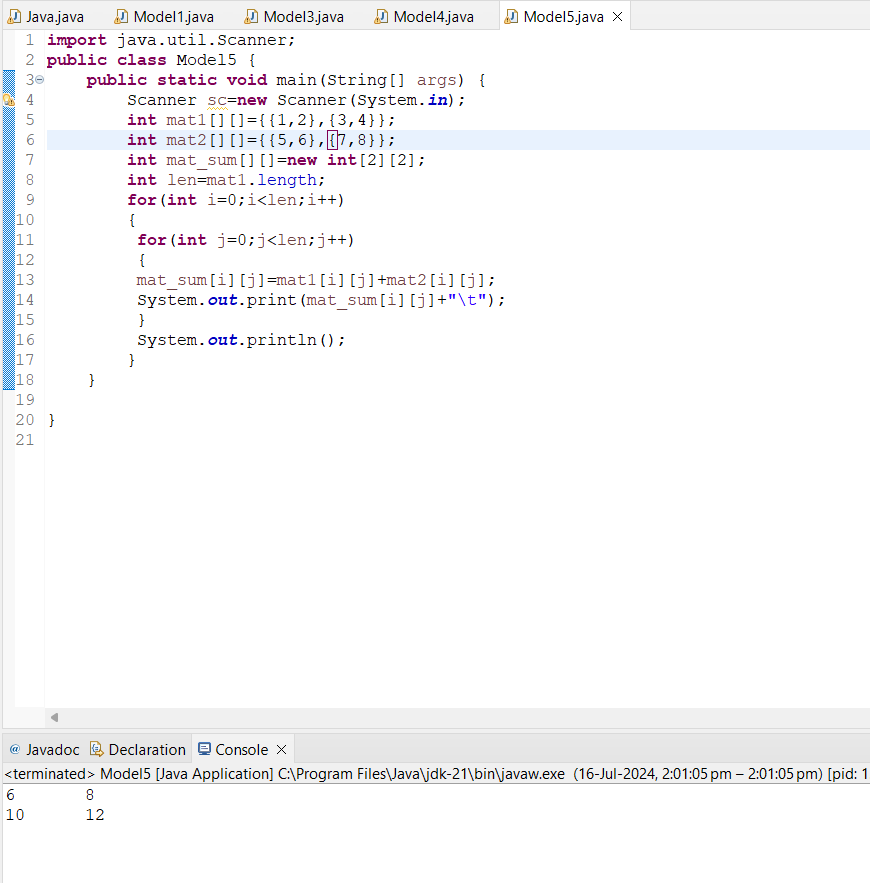 Java.java Model1.java Model3.java Model4.java Model5.java
1 import java.util.Scanner;
2 public class Model5 {
3 public static void main(String[] args) {
4 Scanner sc=new Scanner(System.in);
5 int mat1[][]={{1,2},{3,4}};
6 int mat2[][]={{5,6},{7,8}};
7 int mat_sum[][]=new int[2][2];
8 int len=mat1.length;
9 for(int i=0;i<len;i++)
10 {
11 for(int j=0;j<len;j++)
12 {
13 mat_sum[i][j]=mat1[i][j]+mat2[i][j];
14 System.out.print(mat_sum[i][j]+"\t");
15 }
16 System.out.println();
17 }
18 }
19
20 }
21
@ Javadoc Declaration Console
<terminated> Model5 [Java Application] C:\Program Files\Java\jdk-21\bin\javaw.exe (16-Jul-2024, 2:01:05 pm – 2:01:05 pm) [pid: 1
6 8
10 12